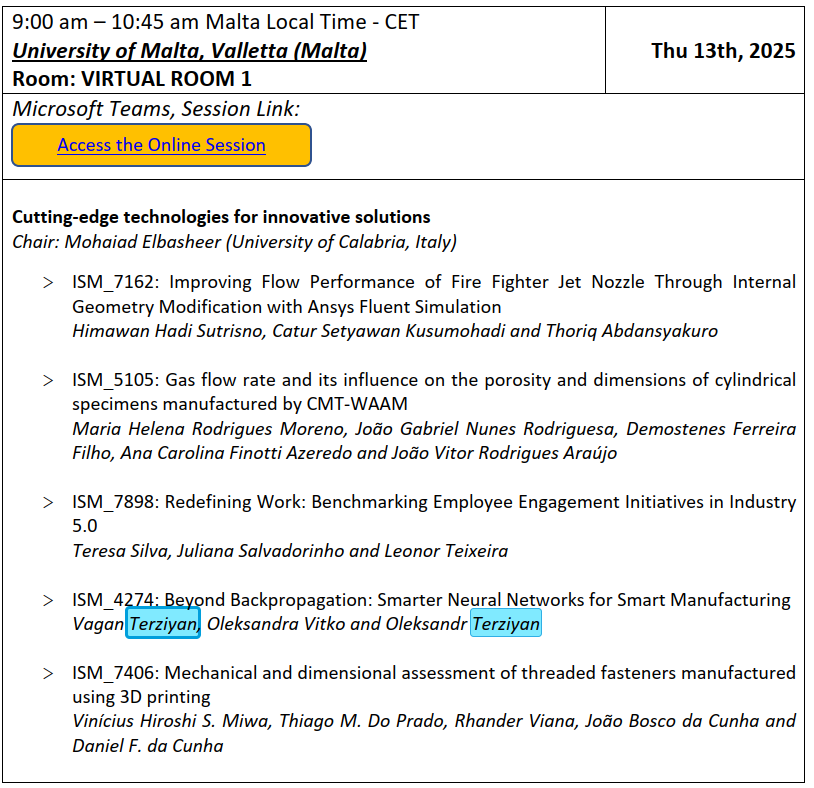 9:00 am – 10:45 am Malta Local Time - CET
University of Malta, Valletta (Malta)
Room: VIRTUAL ROOM 1
Thu 13th, 2025
Microsoft Teams, Session Link:
Access the Online Session
Cutting-edge technologies for innovative solutions
Chair: Mohaiad Elbasheer (University of Calabria, Italy)
> ISM_7162: Improving Flow Performance of Fire Fighter Jet Nozzle Through Internal
Geometry Modification with Ansys Fluent Simulation
Himawan Hadi Sutrisno, Catur Setyawan Kusumohadi and Thoriq Abdansyakuro
> ISM_5105: Gas flow rate and its influence on the porosity and dimensions of cylindrical
specimens manufactured by CMT-WAAM
Maria Helena Rodrigues Moreno, João Gabriel Nunes Rodriguesa, Demostenes Ferreira
Filho, Ana Carolina Finotti Azeredo and João Vitor Rodrigues Araújo
> ISM_7898: Redefining Work: Benchmarking Employee Engagement Initiatives in Industry
5.0
Teresa Silva, Juliana Salvadorinho and Leonor Teixeira
> ISM_4274: Beyond Backpropagation: Smarter Neural Networks for Smart Manufacturing
Vagan Terziyan, Oleksandra Vitko and Oleksandr Terziyan
> ISM_7406: Mechanical and dimensional assessment of threaded fasteners manufactured
using 3D printing
Vinícius Hiroshi S. Miwa, Thiago M. Do Prado, Rhander Viana, João Bosco da Cunha and
Daniel F. da Cunha